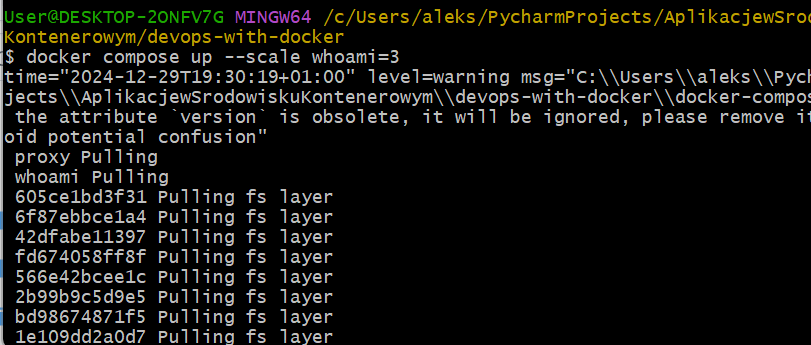 User@DESKTOP-2ONFV7G MINGW64 /c/Users/aleks/PycharmProjects/AplikacjewSrodo
Kontenerowym/devops-with-docker
$ docker compose up --scale whoami=3
time="2024-12-29T19:30:19+01:00" level=warning msg="C:\\Users\\aleks\\Pych
jects\\AplikacjewSrodowiskuKontenerowym\\devops-with-docker\\docker-compos
 the attribute `version` is obsolete, it will be ignored, please remove it
oid potential confusion"
 proxy Pulling
 whoami Pulling
 605ce1bd3f31 Pulling fs layer
 6f87ebbce1a4 Pulling fs layer
 42dfabe11397 Pulling fs layer
 fd674058ff8f Pulling fs layer
 566e42bcee1c Pulling fs layer
 2b99b9c5d9e5 Pulling fs layer
 bd98674871f5 Pulling fs layer
 1e109dd2a0d7 Pulling fs layer